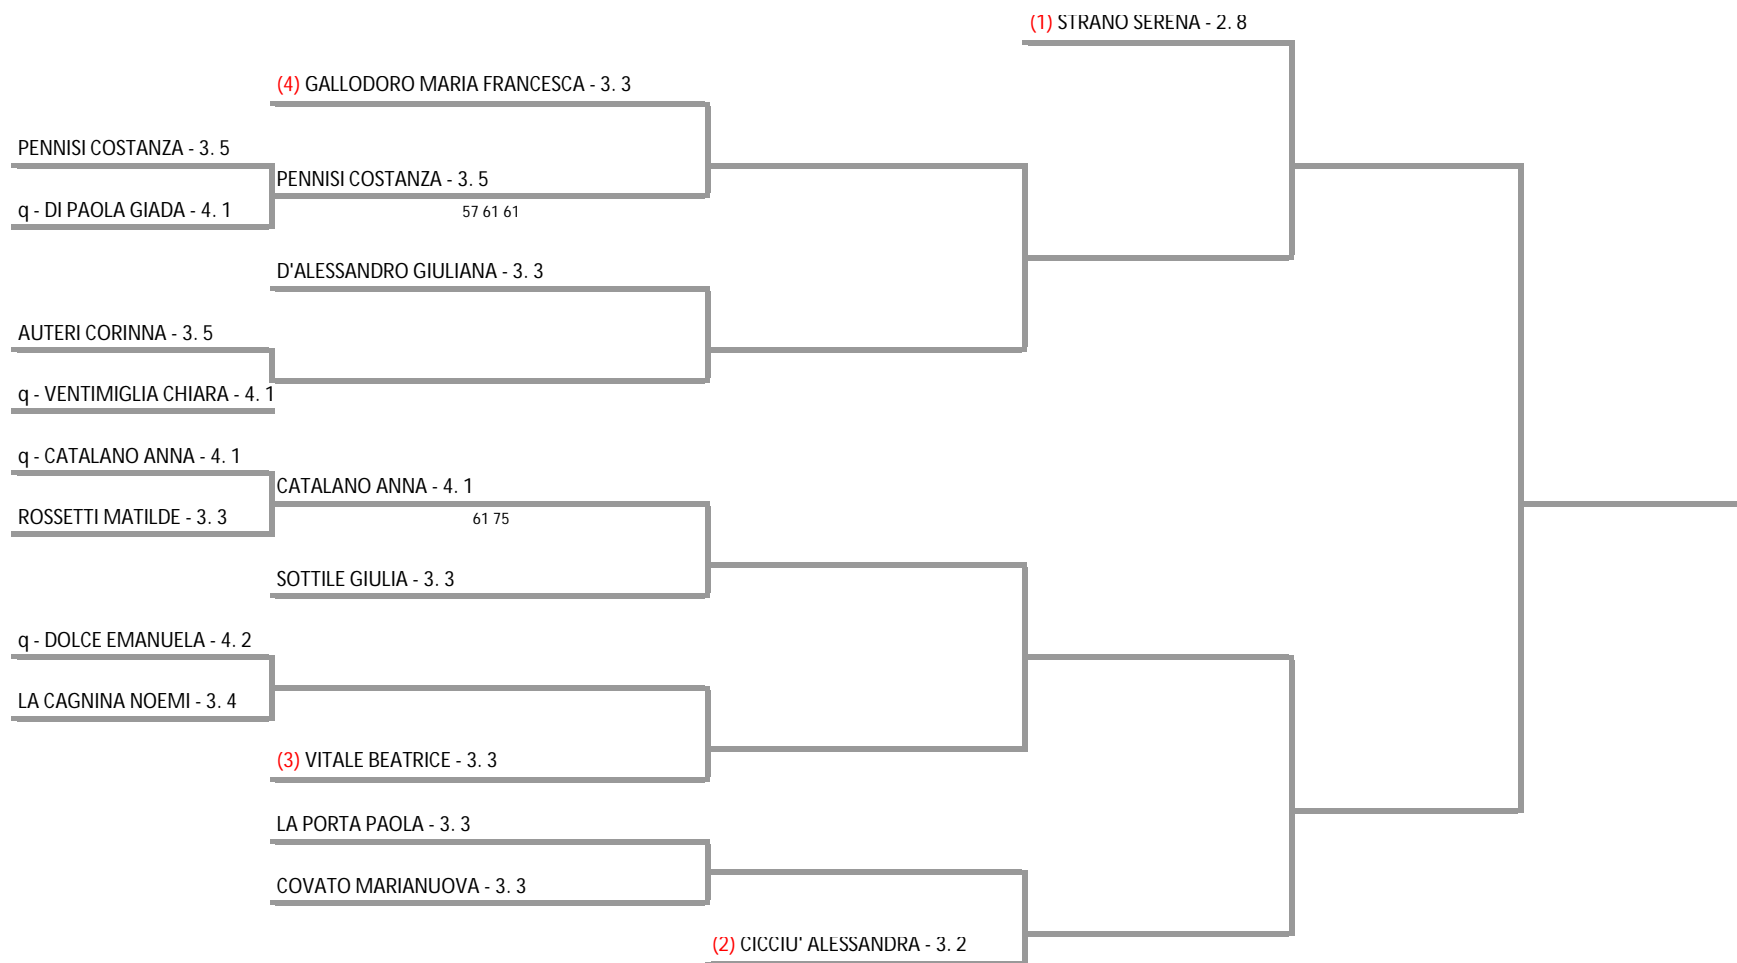 (1) STRANO SERENA - 2. 8
(4) GALLODORO MARIA FRANCESCA - 3. 3
PENNISI COSTANZA - 3. 5
PENNISI COSTANZA - 3. 5
q - DI PAOLA GIADA - 4. 1
57 61 61
D'ALESSANDRO GIULIANA - 3. 3
AUTERI CORINNA - 3. 5
q - VENTIMIGLIA CHIARA - 4. 1
q - CATALANO ANNA - 4. 1
CATALANO ANNA - 4. 1
ROSSETTI MATILDE - 3. 3
61 75
SOTTILE GIULIA - 3. 3
q - DOLCE EMANUELA - 4. 2
LA CAGNINA NOEMI - 3. 4
(3) VITALE BEATRICE - 3. 3
LA PORTA PAOLA - 3. 3
COVATO MARIANUOVA - 3. 3
(2) CICCIU' ALESSANDRA - 3. 2